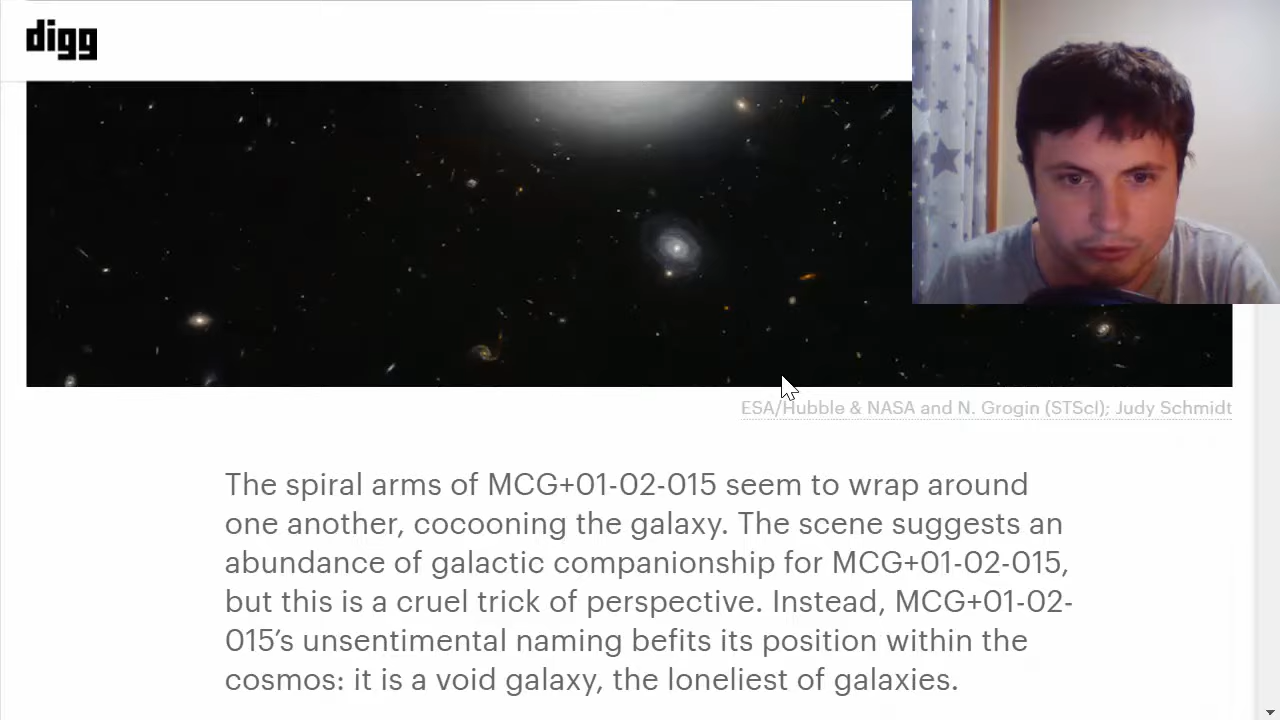 digg
ESA/Hubble & NASA and N. Grogin (STScI); Judy Schmidt
The spiral arms of MCG+01-02-015 seem to wrap around
one another, cocooning the galaxy. The scene suggests an
abundance of galactic companionship for MCG+01-02-015,
but this is a cruel trick of perspective. Instead, MCG+01-02-
015’s unsentimental naming befits its position within the
cosmos: it is a void galaxy, the loneliest of galaxies.